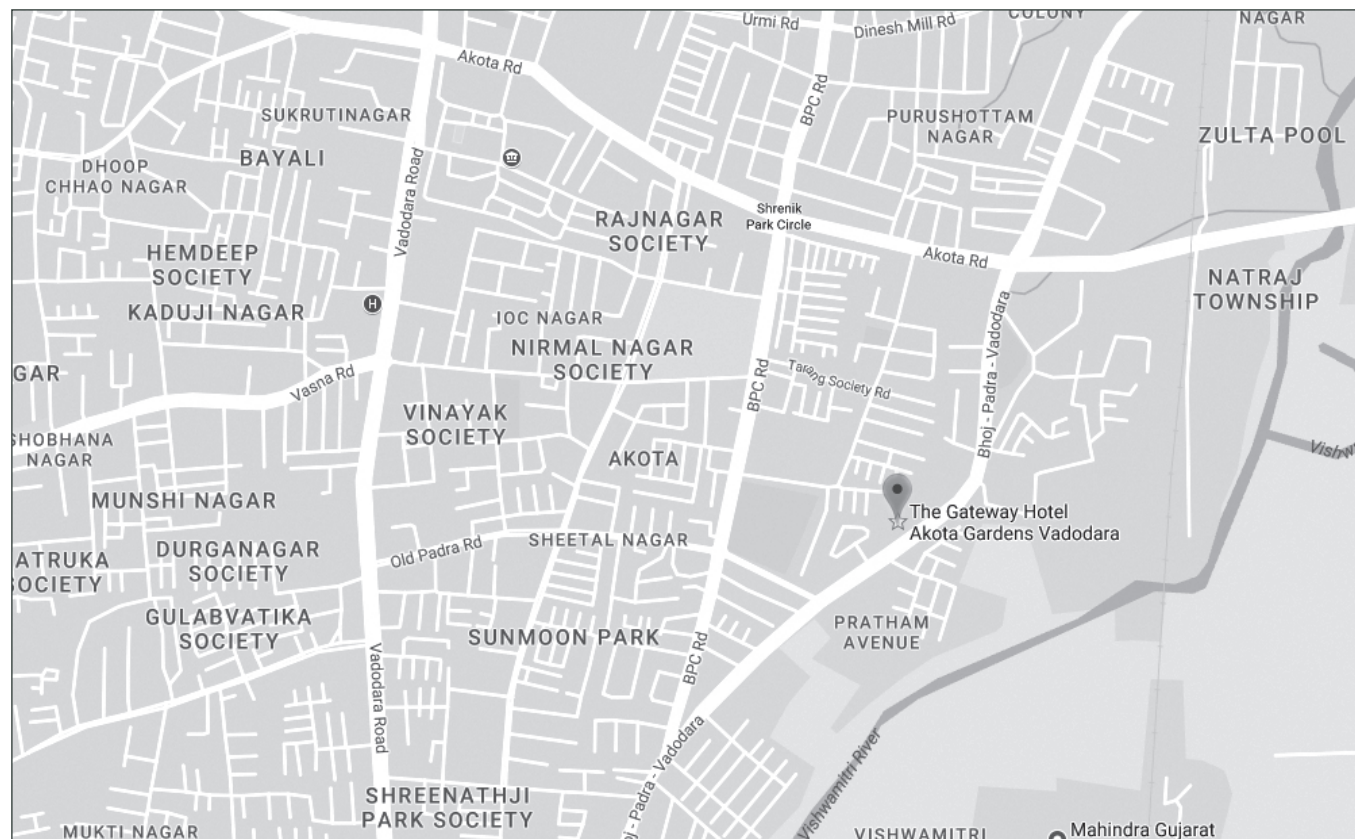 Urmi Rd
Dinesh Mill Rd
COLONY
NAGAR
Akota Rd
BPC Rd
SUKRUTINAGAR
PURUSHOTTAM
NAGAR
ZULTA POOL
BAYALI
DHOOP
CHHAO NAGAR
Vadodara Road
RAJNAGAR
SOCIETY
Shrenik
Park Circle
HEMDEEP
SOCIETY
Akota Rd
NATRAJ
TOWNSHIP
H
KADUJI NAGAR
IOC NAGAR
NIRMAL NAGAR
SOCIETY
Bhoj - Padra - Vadodara
GAR
Vasna Rd
BPC Rd
Tarang Society Rd
VINAYAK
SOCIETY
SHOBHANA
NAGAR
AKOTA
Vishw
MUNSHI NAGAR
The Gateway Hotel
Akota Gardens Vadodara
ATRUKA
SOCIETY
DURGANAGAR
SOCIETY
Old Padra Rd
SHEETAL NAGAR
GULABVATIKA
SOCIETY
SUNMOON PARK
BPC Rd
PRATHAM
AVENUE
Vadodara Road
oj - Padra - Vadodara
Vishwamitri River
SHREENATHJI
PARK SOCIETY
MUKTI NAGAR
VISHWAMITRI
Mahindra Gujarat